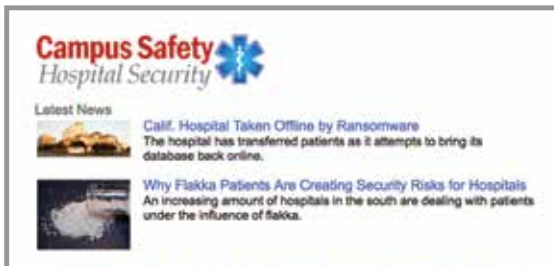 Campus Safety
Hospital Security
Latest News
Calif. Hospital Taken Offline by Ransomware
The hospital has transferred patients as it attempts to bring its
database back online.
Why Flakka Patients Are Creating Security Risks for Hospitals
An increasing amount of hospitals in the south are dealing with patients
under the influence of flakka.